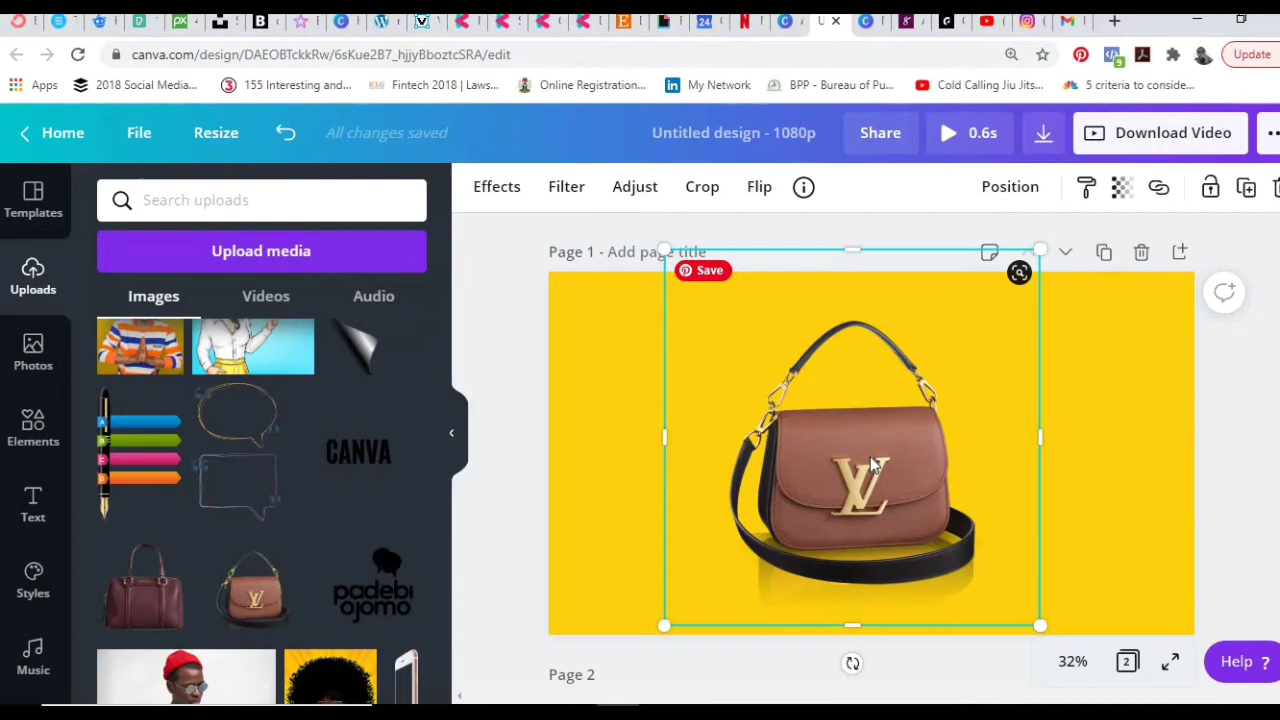 canva.com/design/DAEOBTckkRw/6sKue2B7_hjjyBboztcSRA/edit
Update
Apps
2018 Social Media...
155 Interesting and...
Fintech 2018 | Laws...
Online Registration...
My Network
BPP - Bureau of Pu...
Cold Calling Jiu Jits...
5 criteria to conside...
Home
File
Resize
All changes saved
Untitled design - 1080p
Share
0.6s
Download Video
Templates
Uploads
Photos
Elements
Text
Styles
Music
Search uploads
Upload media
Images
Videos
Audio
CANVA
padebi
ojomo
Effects
Filter
Adjust
Crop
Flip
Position
Page 1 - Add page title
Save
LV
Page 2
32%
2
Help ?